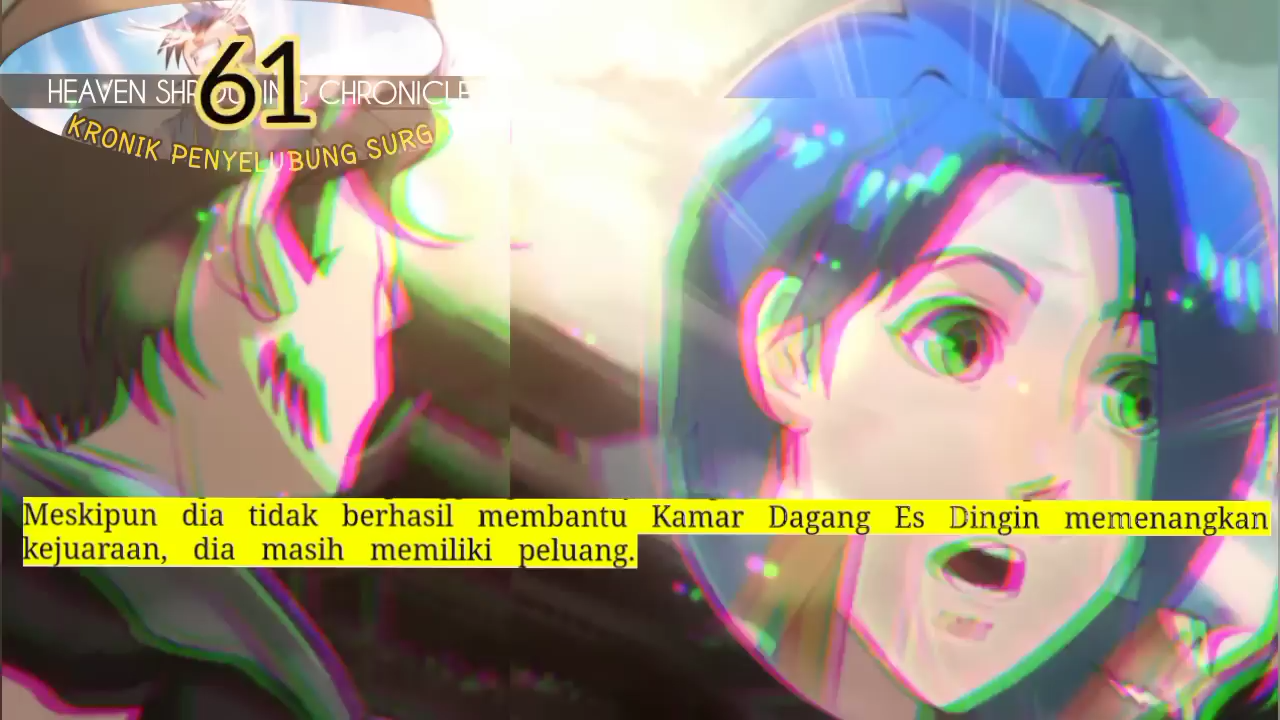 61
HEAVEN SHROUDING CHRONICLE
KRONIK PENYELUBUNG SURG
Meskipun dia tidak berhasil membantu Kamar Dagang Es Dingin memenangkan
kejuaraan, dia masih memiliki peluang.